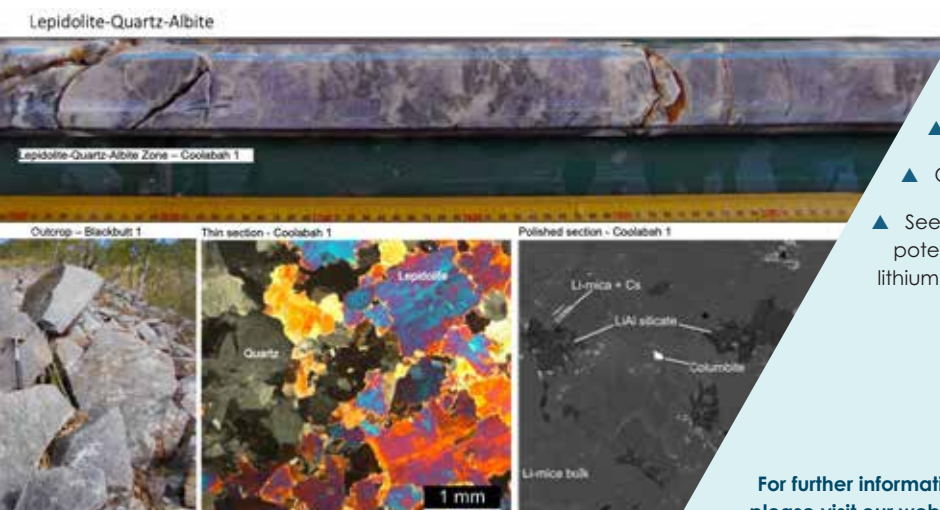 Lepidolite-Quartz-Albite
Lepidolite-Quartz-Albite Zone – Coolabah 1
Outcrop – Blackbutt 1
Thin section - Coolabah 1
Polished section - Coolabah 1
Lepidolite
Quartz
1 mm
Li-mica + Cs
LiAl silicate
Columbite
Li-mice bulk
See
pote
lithium
For further informati
please visit our web